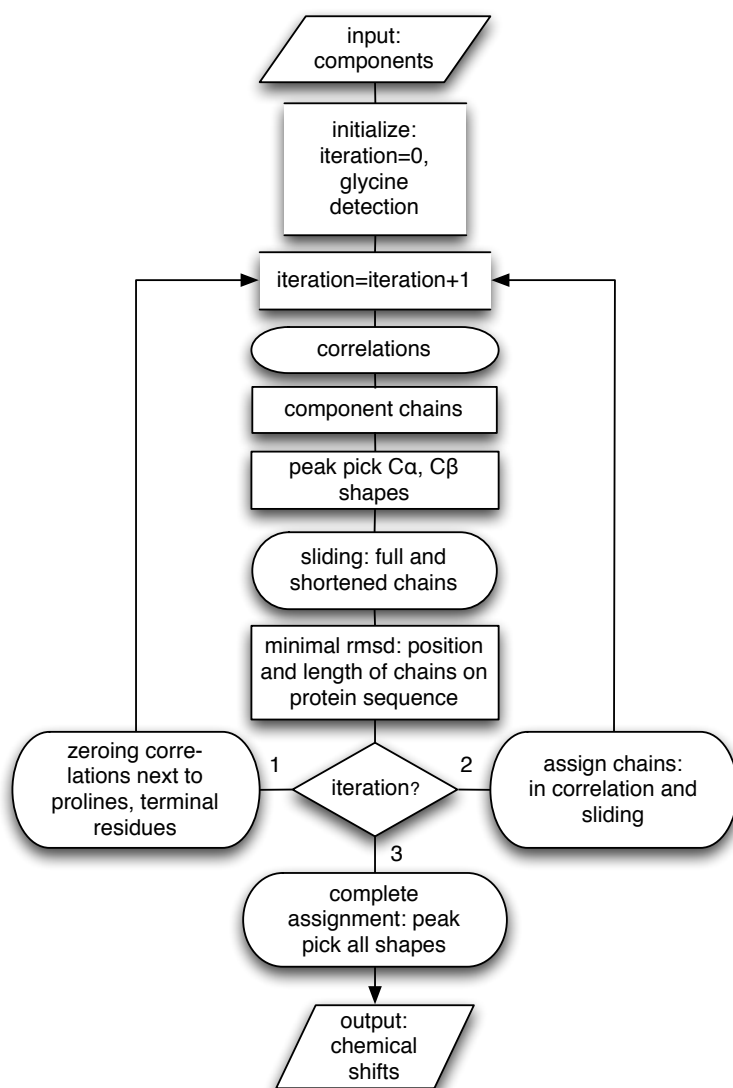 input:
components
initialize:
iteration=0,
glycine
detection
iteration=iteration+1
correlations
component chains
peak pick Cα, Cβ
shapes
sliding: full and
shortened chains
minimal rmsd: position
and length of chains on
protein sequence
zeroing corre-
lations next to
prolines, terminal
residues
1
iteration?
2
assign chains:
in correlation and
sliding
3
complete
assignment: peak
pick all shapes
output:
chemical
shifts